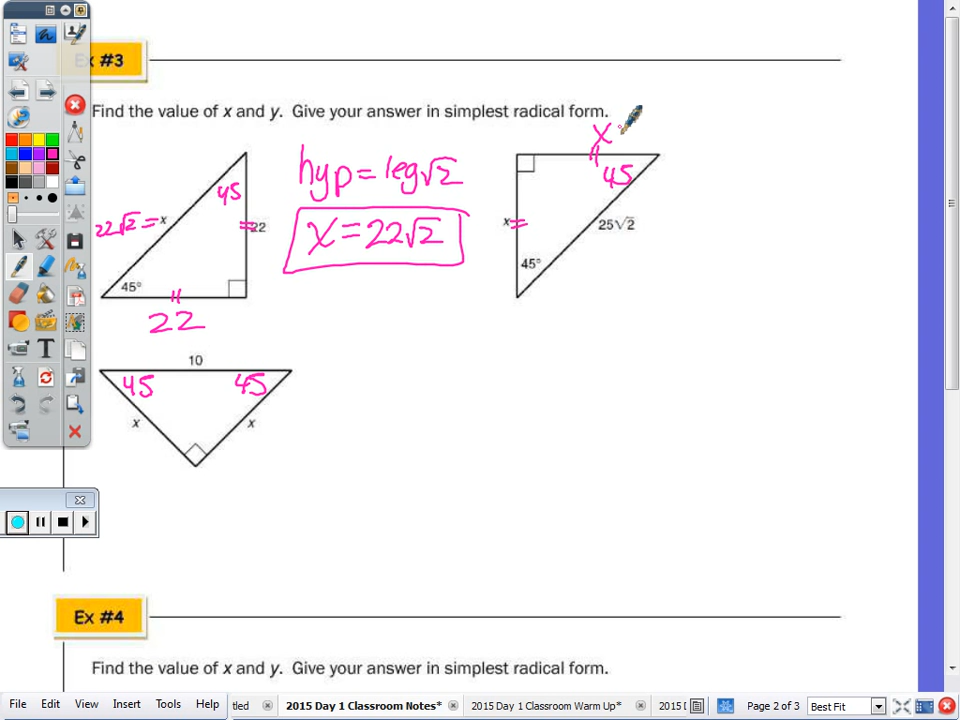 Ex #3
Find the value of x and y. Give your answer in simplest radical form.
45
22√2 = x
22
45°
22
hyp = leg√2
x = 22√2
X
45
x
25√2
45°
10
45 45
x x
Ex #4
Find the value of x and y. Give your answer in simplest radical form.
File Edit View Insert Tools Help
tled 2015 Day 1 Classroom Notes* 2015 Day 1 Classroom Warm Up* 2015 D
Page 2 of 3 Best Fit